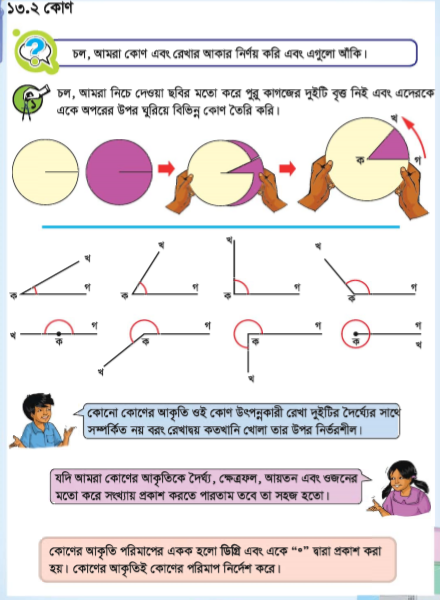 ১৩.২ কোণ
চল, আমরা কোণ এবং রেখার আকার নির্ণয় করি এবং এগুলো আঁকি।
চল, আমরা নিচে দেওয়া ছবির মতো করে পুরু কাগজের দুইটি বৃত্ত নিই এবং এদেরকে
একে অপরের উপর ঘুরিয়ে বিভিন্ন কোণ তৈরি করি।
খ
ক গ
খ খ খ খ
ক গ ক গ ক গ ক গ
খ ক গ ক গ ক গ ক গ
খ খ খ
কোনো কোণের আকৃতি ওই কোণ উৎপন্নকারী রেখা দুইটির দৈর্ঘ্যের সাথে
সম্পর্কিত নয় বরং রেখাদ্বয় কতখানি খোলা তার উপর নির্ভরশীল।
যদি আমরা কোণের আকৃতিকে দৈর্ঘ্য, ক্ষেত্রফল, আয়তন এবং ওজনের
মতো করে সংখ্যায় প্রকাশ করতে পারতাম তবে তা সহজ হতো।
কোণের আকৃতি পরিমাপের একক হলো ডিগ্রি এবং একে “°” দ্বারা প্রকাশ করা
হয়। কোণের আকৃতিই কোণের পরিমাপ নির্দেশ করে।